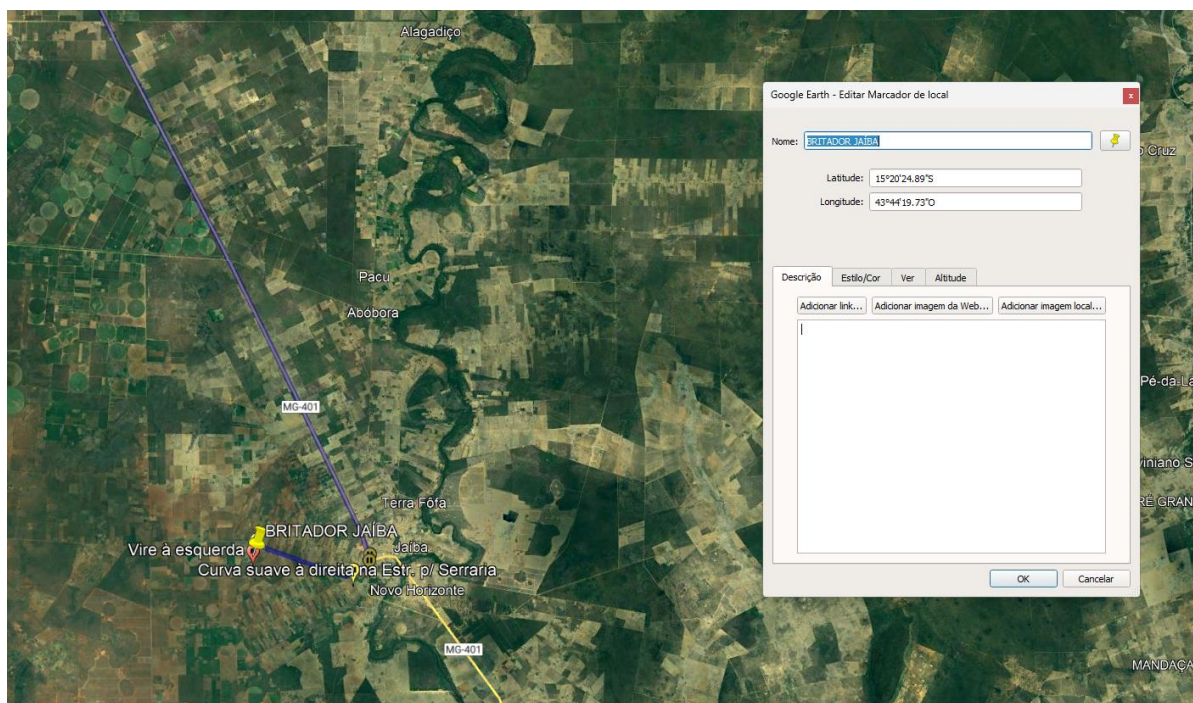 Alagadiço
Pacu
Abóbora
MG-401
Terra Fôfa
BRITADOR JAÍBA
Jaíba
Vire à esquerda
Curva suave à direita na Estr. p/ Serraria
Novo Horizonte
MG-401
Google Earth - Editar Marcador de local
x
Nome: BRITADOR JAÍBA
Latitude: 15°20'24.89"S
Longitude: 43°44'19.73"O
Descrição Estilo/Cor Ver Altitude
Adicionar link... Adicionar imagem da Web... Adicionar imagem local...
OK Cancelar
Cruz
Pé-da-La
viniano S
RÉ GRAN
MANDAÇA